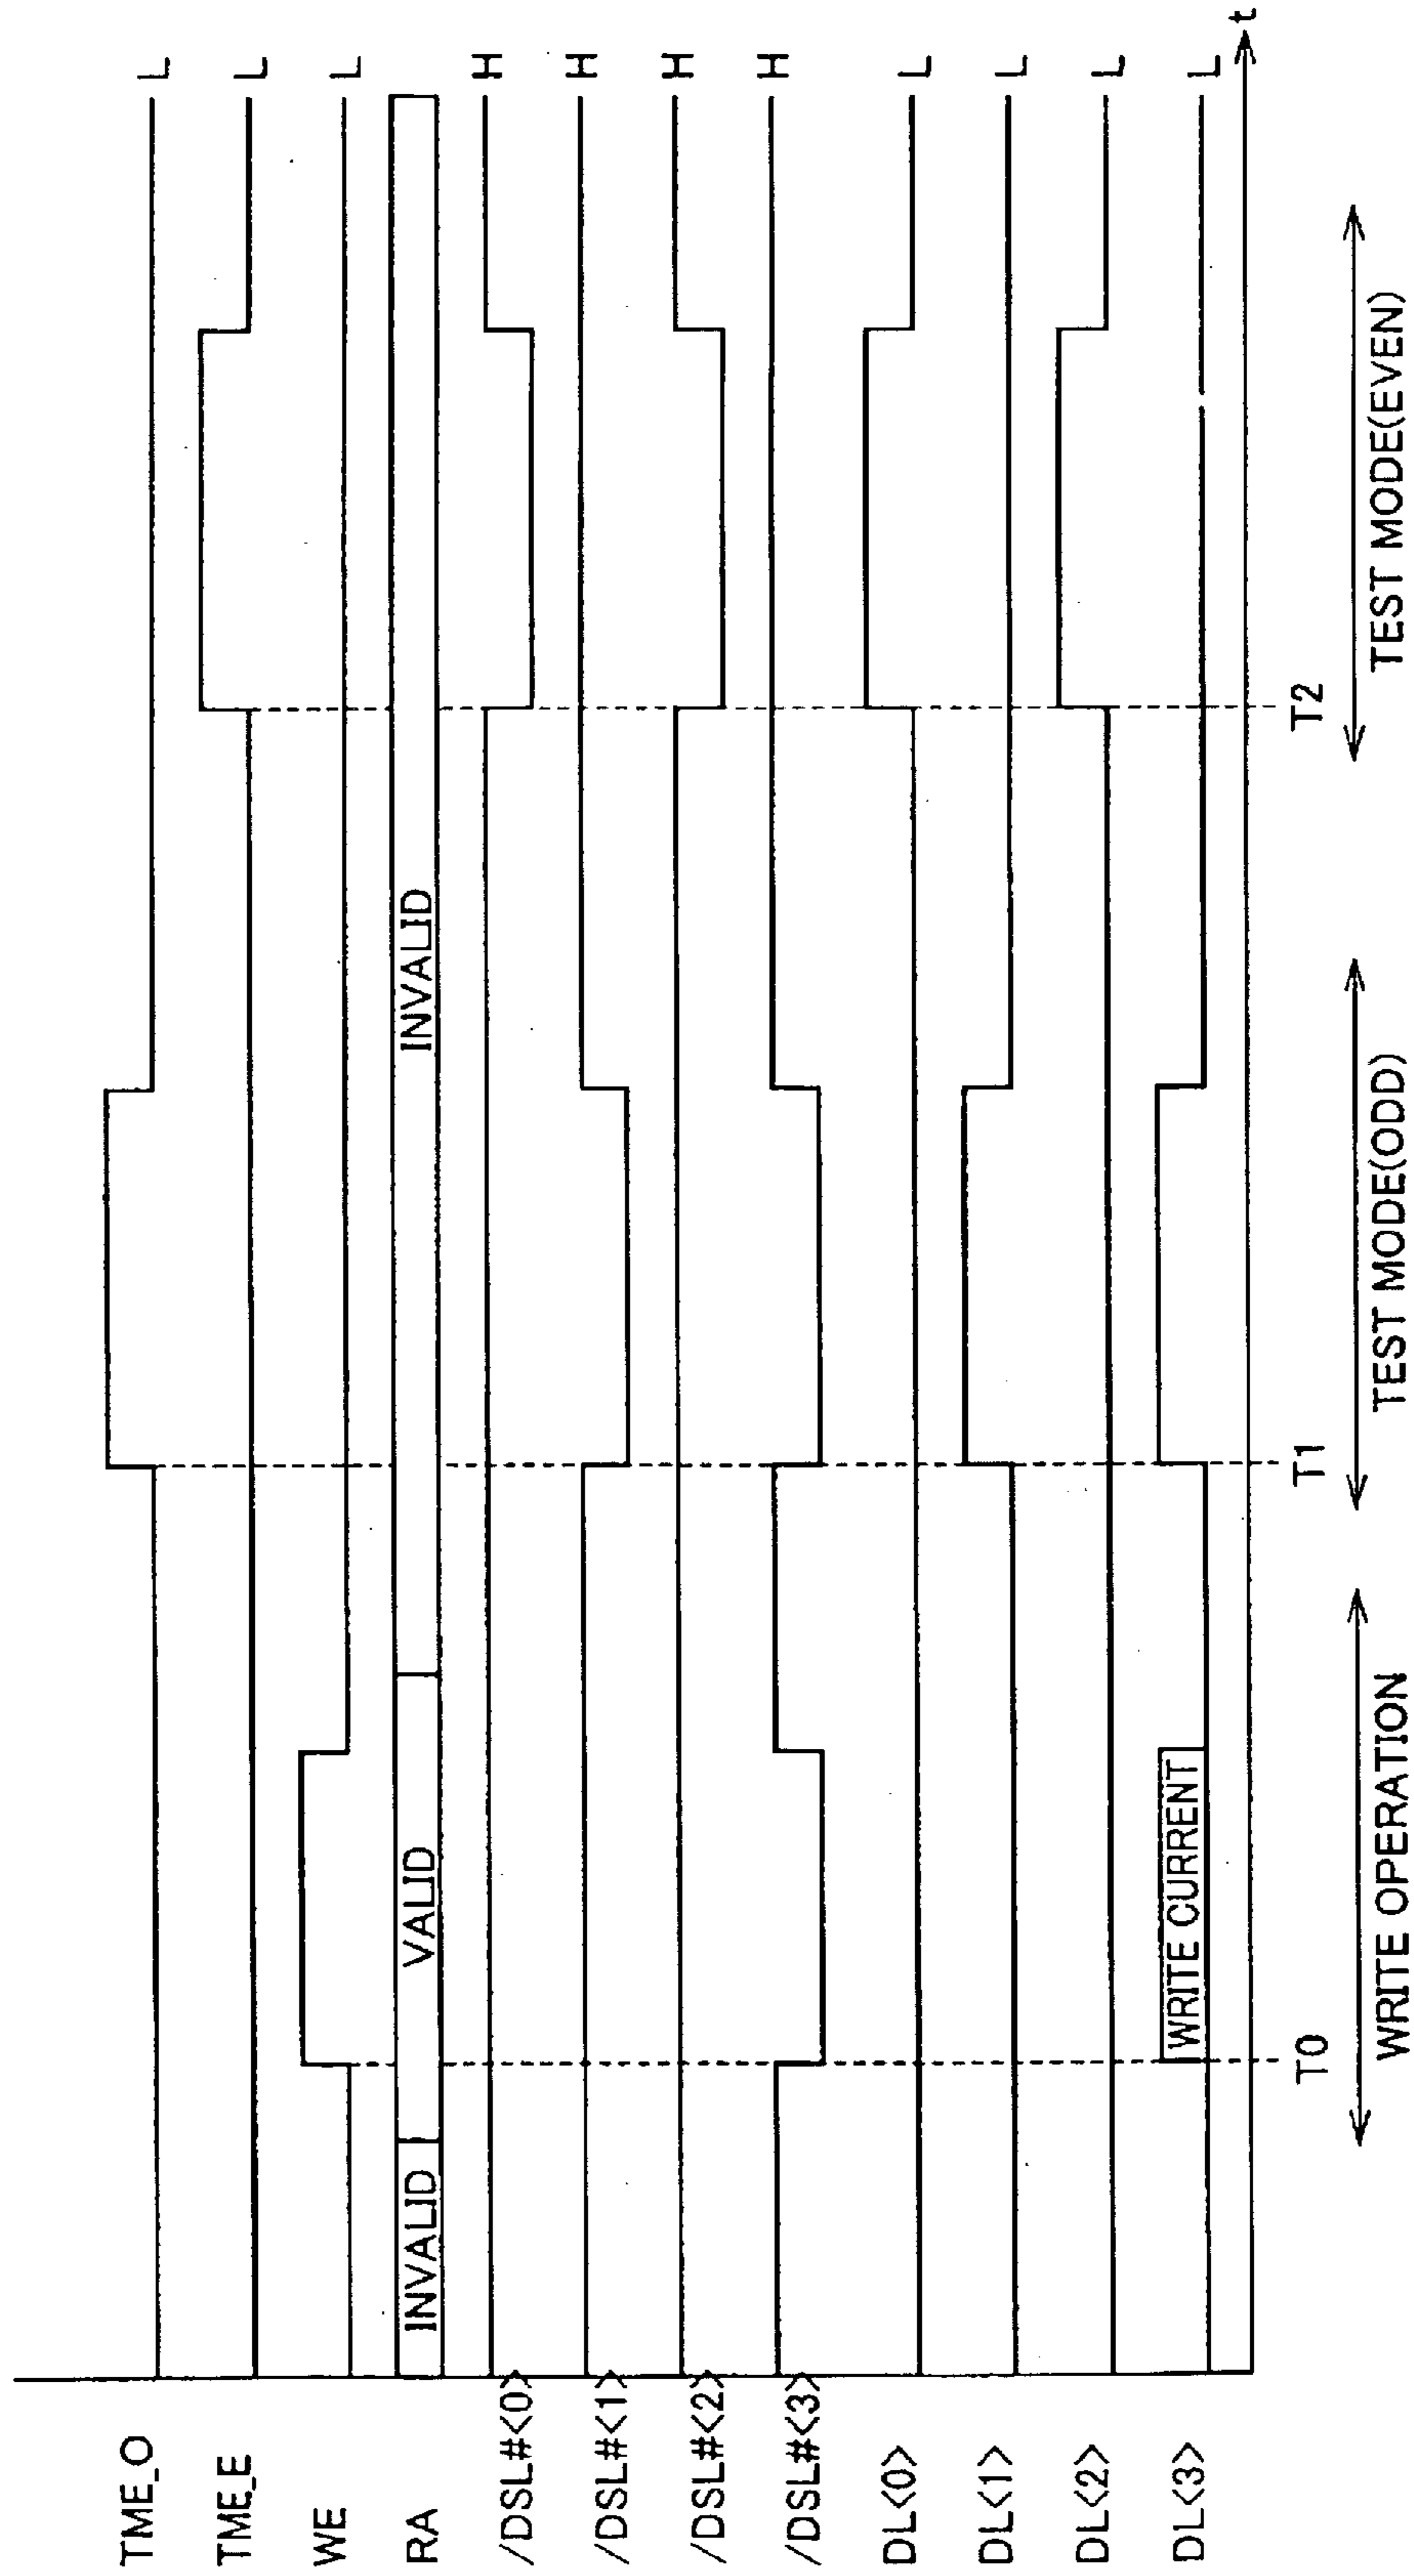 TME_O L
TME_E L
WE L
RA INVALID VALID INVALID
/DSL#<0> H
/DSL#<1> H
/DSL#<2> H
/DSL#<3> H
DL<0> L
DL<1> L
DL<2> L
DL<3> WRITE CURRENT L
t
T0 T1 T2
WRITE OPERATION TEST MODE(ODD) TEST MODE(EVEN)